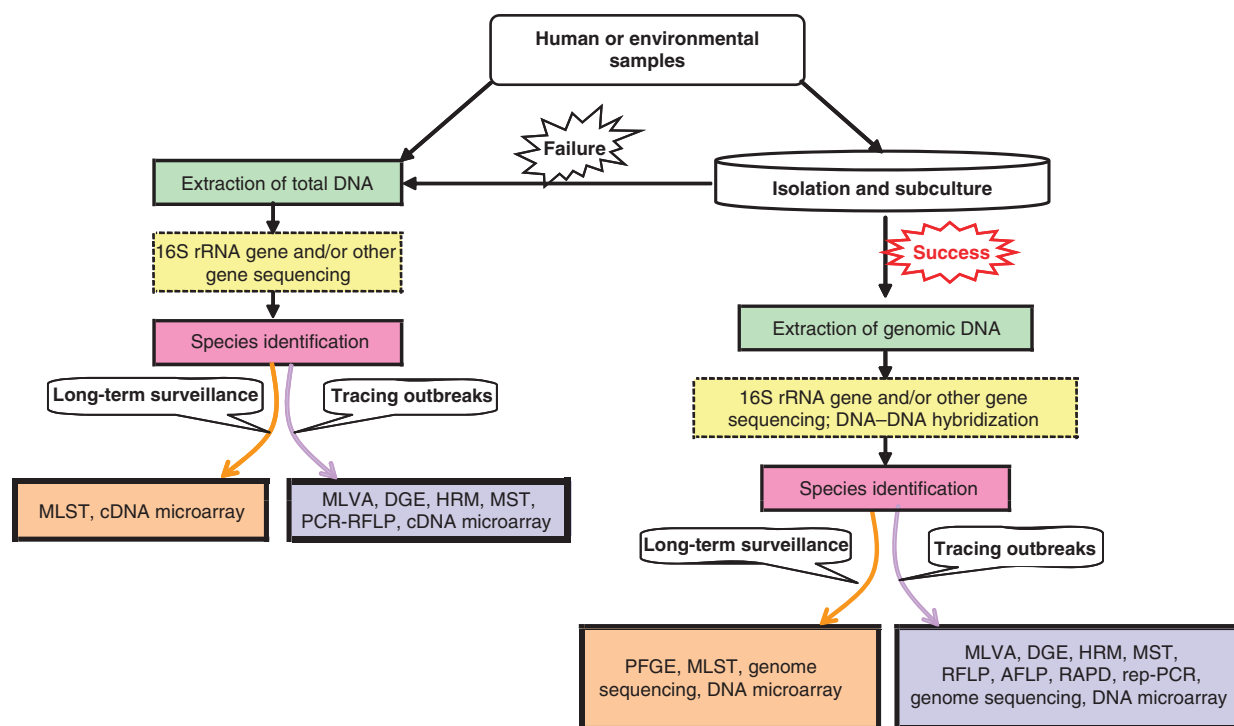 Human or environmental
samples
Failure
Extraction of total DNA
Isolation and subculture
16S rRNA gene and/or other
gene sequencing
Success
Species identification
Extraction of genomic DNA
Long-term surveillance
Tracing outbreaks
16S rRNA gene and/or other gene
sequencing; DNA–DNA hybridization
MLST, cDNA microarray
MLVA, DGE, HRM, MST,
PCR-RFLP, cDNA microarray
Species identification
Long-term surveillance
Tracing outbreaks
PFGE, MLST, genome
sequencing, DNA microarray
MLVA, DGE, HRM, MST,
RFLP, AFLP, RAPD, rep-PCR,
genome sequencing, DNA microarray